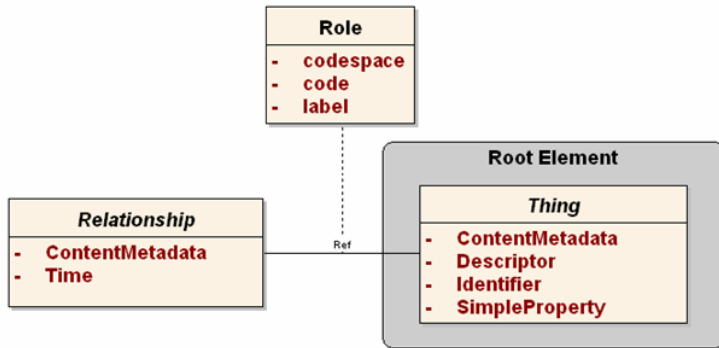 Role
- codespace
- code
- label
Root Element
Relationship
- ContentMetadata
- Time
Ref
Thing
- ContentMetadata
- Descriptor
- Identifier
- SimpleProperty